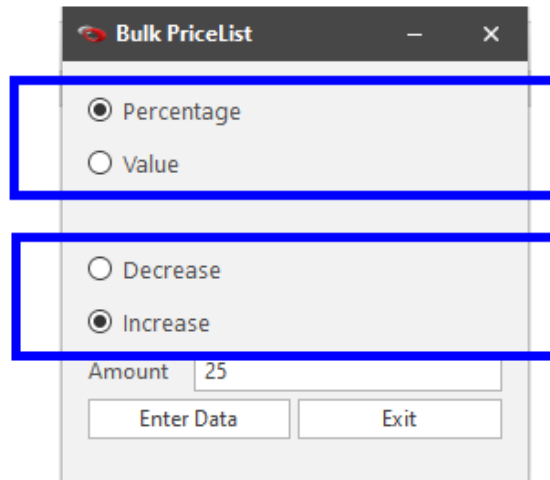 Bulk PriceList
Percentage
Value
Decrease
Increase
Amount 25
Enter Data Exit